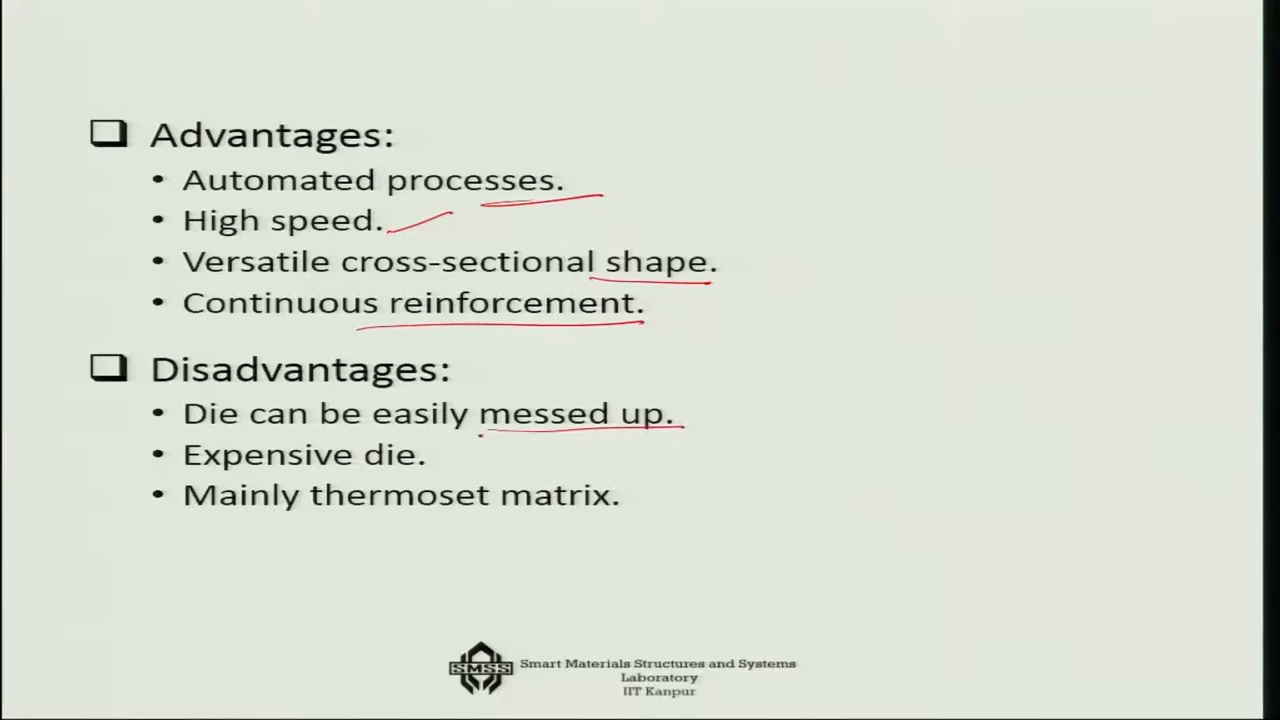 Advantages:
• Automated processes.
• High speed.
• Versatile cross-sectional shape.
• Continuous reinforcement.
Disadvantages:
• Die can be easily messed up.
• Expensive die.
• Mainly thermoset matrix.
SMSS Smart Materials Structures and Systems
Laboratory
IIT Kanpur